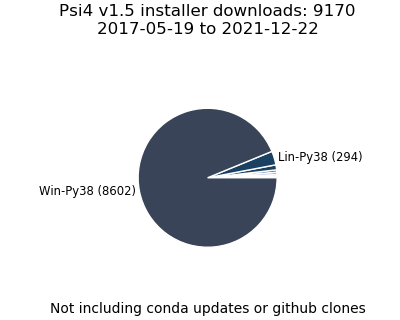 Psi4 v1.5 installer downloads: 9170
2017-05-19 to 2021-12-22
Lin-Py38 (294)
Win-Py38 (8602)
Not including conda updates or github clones